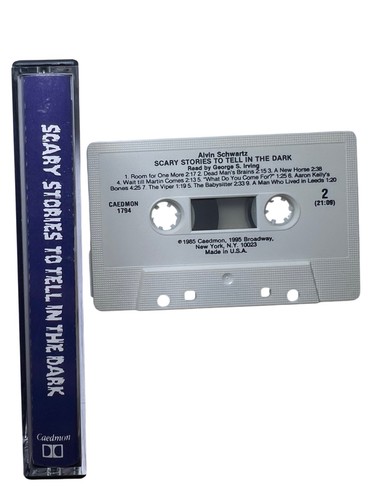 SCARY STORIES TO TELL IN THE DARK
Caedmon
Alvin Schwartz
SCARY STORIES TO TELL IN THE DARK
Read by George S. Irving
1. Room for One More 2:17 2. Dead Man's Brains 2:15 3. A New Horse 2:38
4. Wait till Martin Comes 2:13 5. "What Do You Come For?" 1:25 6. Aaron Kelly's
Bones 4:25 7. The Viper 1:19 8. The Babysitter 2:33 9. A Man Who Lived in Leeds 1:20
CAEDMON
1794
2
(21:09)
℗1985 Caedmon, 1995 Broadway,
New York, N.Y. 10023
Made in U.S.A.